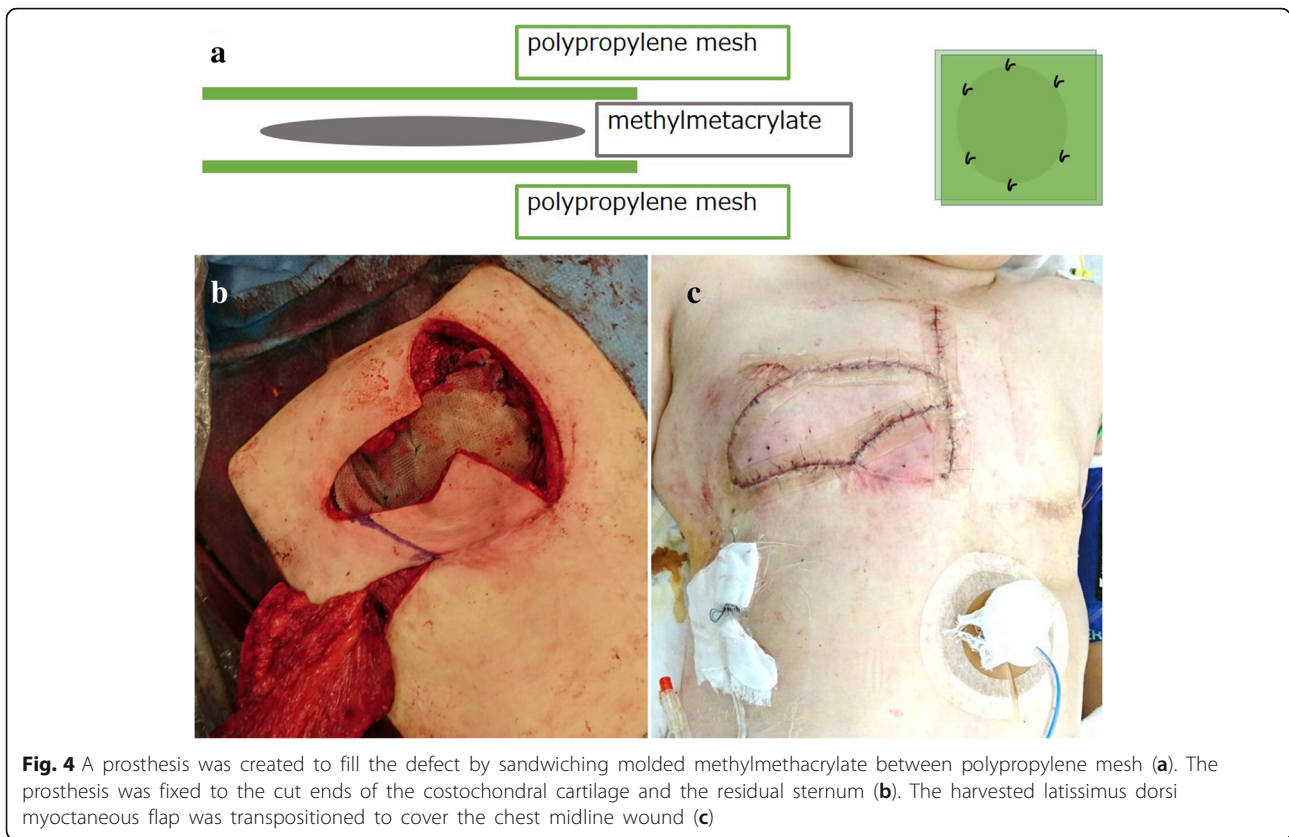 a
polypropylene mesh
methylmetacrylate
polypropylene mesh
b
c
Fig. 4 A prosthesis was created to fill the defect by sandwiching molded methylmethacrylate between polypropylene mesh (a). The
prosthesis was fixed to the cut ends of the costochondral cartilage and the residual sternum (b). The harvested latissimus dorsi
myoctaneous flap was transpositioned to cover the chest midline wound (c)